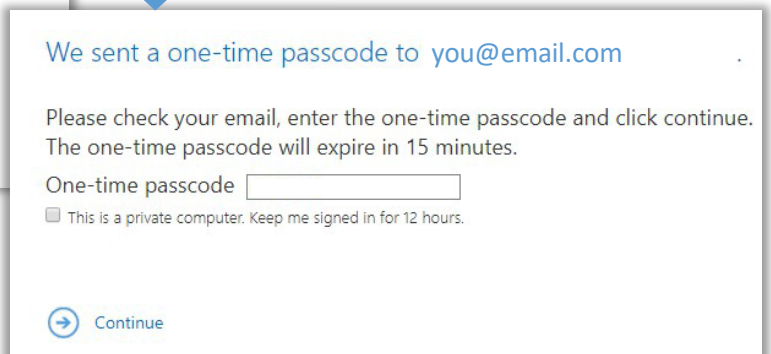 We sent a one-time passcode to you@email.com .
Please check your email, enter the one-time passcode and click continue.
The one-time passcode will expire in 15 minutes.
One-time passcode
This is a private computer. Keep me signed in for 12 hours.
Continue